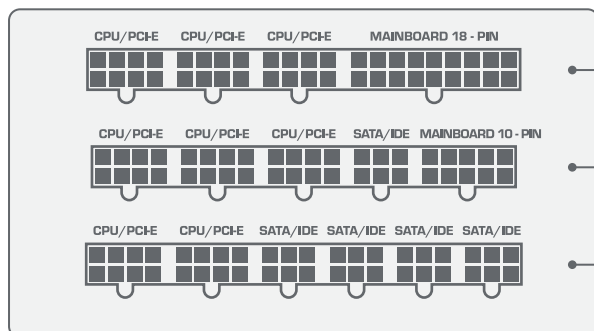 CPU/PCI-E CPU/PCI-E CPU/PCI-E MAINBOARD 18 - PIN
CPU/PCI-E CPU/PCI-E CPU/PCI-E SATA/IDE MAINBOARD 10 - PIN
CPU/PCI-E CPU/PCI-E SATA/IDE SATA/IDE SATA/IDE SATA/IDE